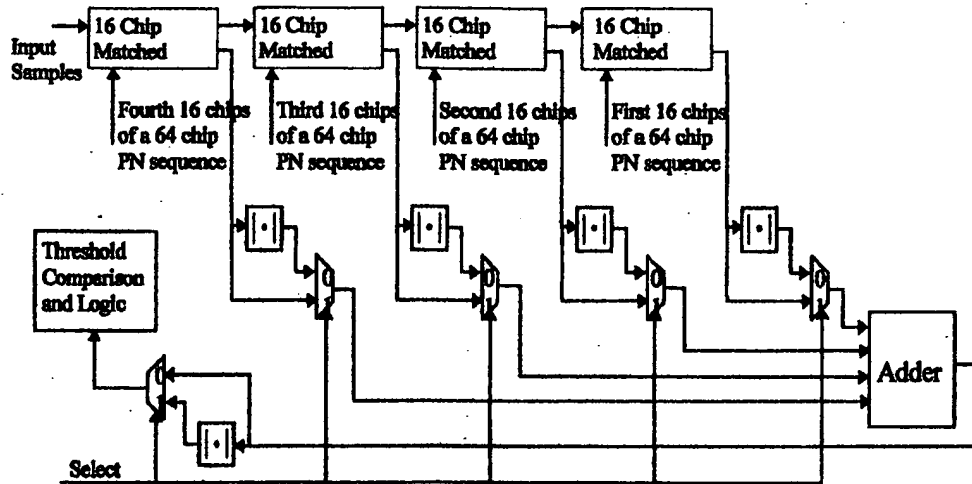 16 Chip
Matched
16 Chip
Matched
16 Chip
Matched
16 Chip
Matched
Input
Samples
Fourth 16 chips
of a 64 chip
PN sequence
Third 16 chips
of a 64 chip
PN sequence
Second 16 chips
of a 64 chip
PN sequence
First 16 chips
of a 64 chip
PN sequence
|•|
|•|
|•|
|•|
Threshold
Comparison
and Logic
0
1
0
1
0
1
0
1
Adder
0
1
|•|
Select